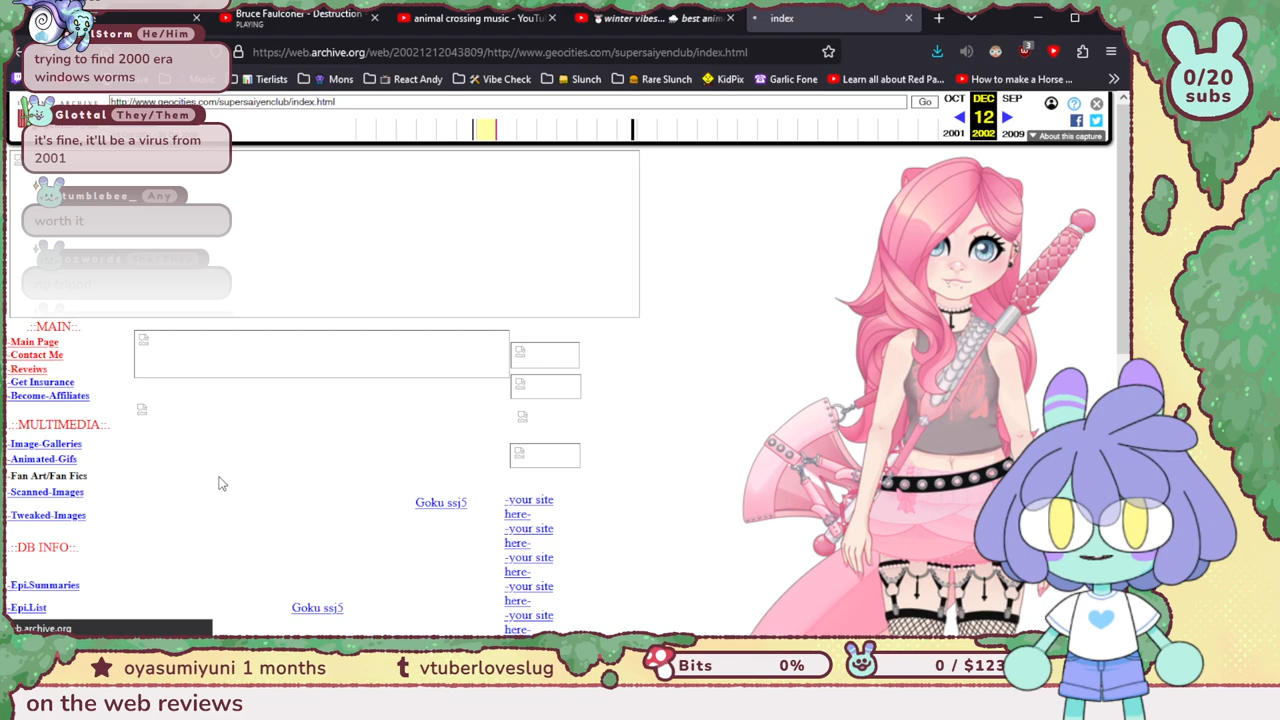 Bruce Faulconer - Destruction
PLAYING
animal crossing music - YouTu
winter vibes... best anim
index
https://web.archive.org/web/20021212043809/http://www.geocities.com/supersaiyenclub/index.html
3
Music
Tierlists
Mons
React Andy
Vibe Check
Slunch
Rare Slunch
KidPix
Garlic Fone
Learn all about Red Pa...
How to make a Horse ...
lStorm He/Him
trying to find 2000 era
windows worms
Glottal They/Them
it's fine, it'll be a virus from
2001
tumblebee_ Any
worth it
rip tripod
http://www.geocities.com/supersaiyenclub/index.html
Go
OCT DEC SEP
12
2001 2002 2009
About this capture
0/20
subs
.::MAIN::.
-Main Page
-Contact Me
-Reveiws
-Get Insurance
-Become-Affiliates
.::MULTIMEDIA::.
-Image-Galleries
-Animated-Gifs
-Fan Art/Fan Fics
-Scanned-Images
-Tweaked-Images
.::DB INFO::.
-Epi.Summaries
-Epi.List
Goku ssj5
Goku ssj5
-your site
here-
-your site
here-
-your site
here-
-your site
here-
-your site
here-
b.archive.org
oyasumiyuni 1 months
vtuberloveslug
Bits 0%
0 / $123
on the web reviews